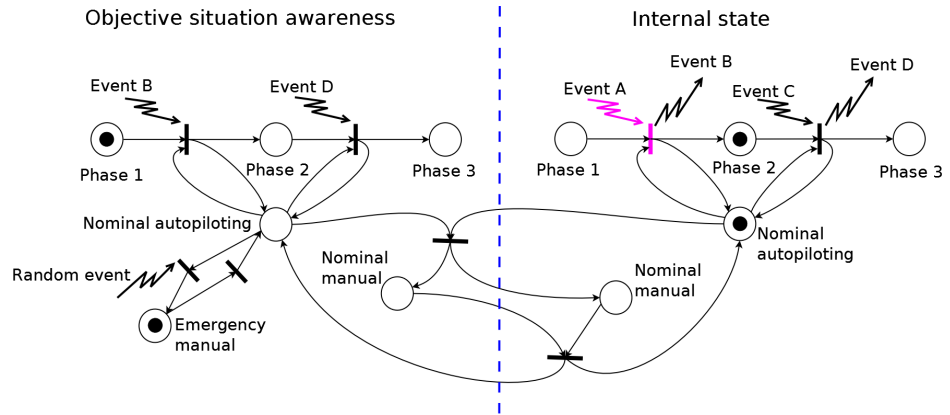 Objective situation awareness
Internal state
Event B
Event D
Event A
Event B
Event C
Event D
Phase 1
Phase 2
Phase 3
Phase 1
Phase 2
Phase 3
Nominal autopiloting
Nominal
autopiloting
Random event
Nominal
manual
Nominal
manual
Emergency
manual